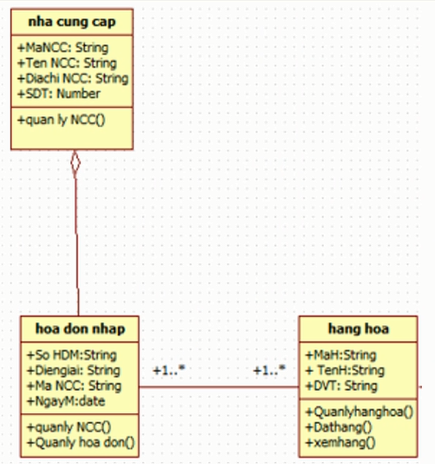 nha cung cap
+MaNCC: String
+Ten NCC: String
+Diachi NCC: String
+SDT: Number
+quan ly NCC()
hoa don nhap
+So HDM:String
+Diengiai: String
+Ma NCC: String
+NgayM:date
+quanly NCC()
+Quanly hoa don()
+1..*
+1..*
hang hoa
+MaH:String
+ TenH:String
+DVT: String
+Quanlyhanghoa()
+Dathang()
+xemhang()